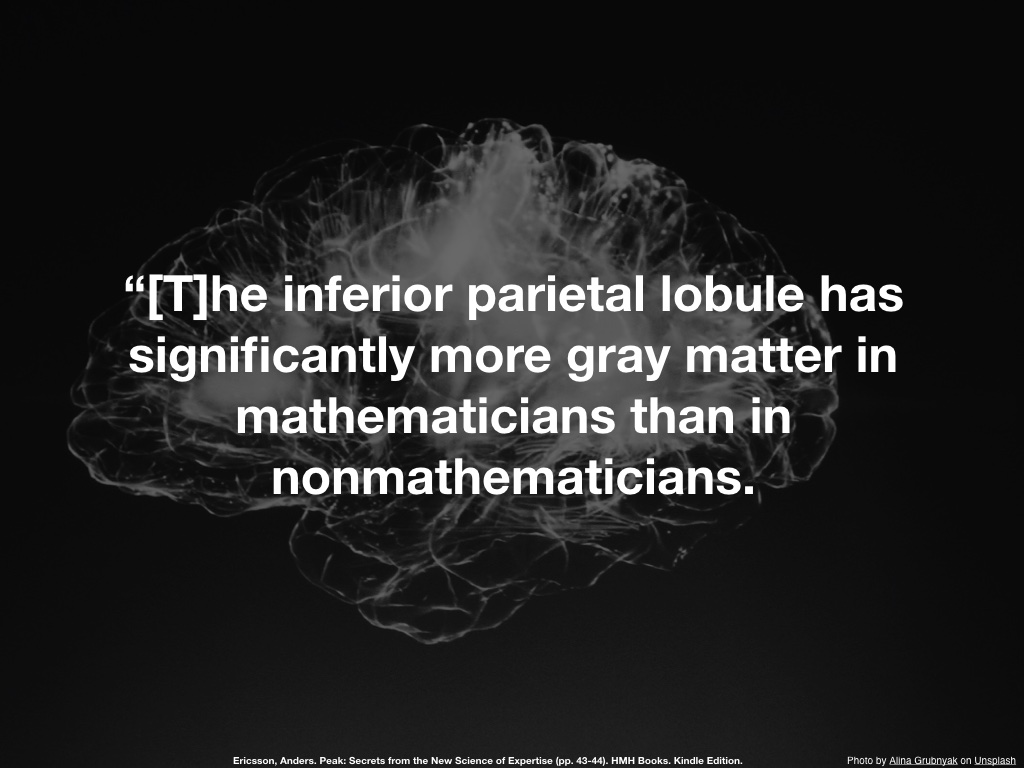 “[T]he inferior parietal lobule has
significantly more gray matter in
mathematicians than in
nonmathematicians.
Ericsson, Anders. Peak: Secrets from the New Science of Expertise (pp. 43-44). HMH Books. Kindle Edition.
Photo by Alina Grubnyak on Unsplash